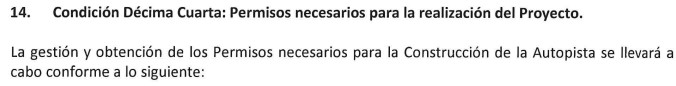 14. Condición Décima Cuarta: Permisos necesarios para la realización del Proyecto.
La gestión y obtención de los Permisos necesarios para la Construcción de la Autopista se llevará a
cabo conforme a lo siguiente: